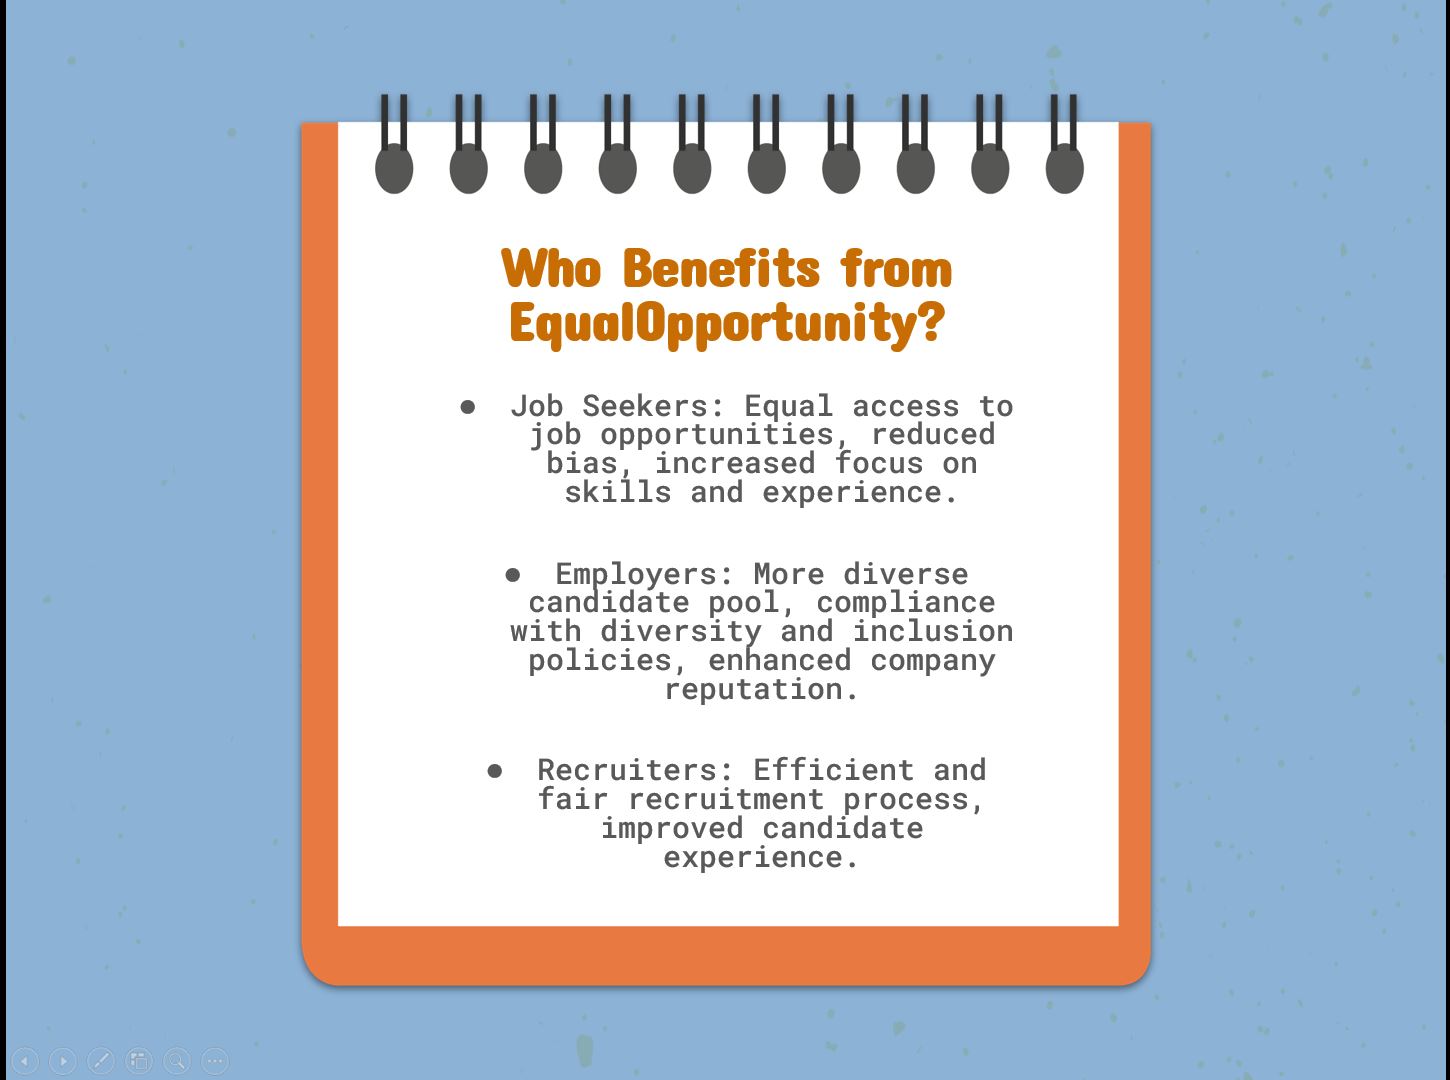 Who Benefits from
EqualOpportunity?
● Job Seekers: Equal access to
job opportunities, reduced
bias, increased focus on
skills and experience.
● Employers: More diverse
candidate pool, compliance
with diversity and inclusion
policies, enhanced company
reputation.
● Recruiters: Efficient and
fair recruitment process,
improved candidate
experience.